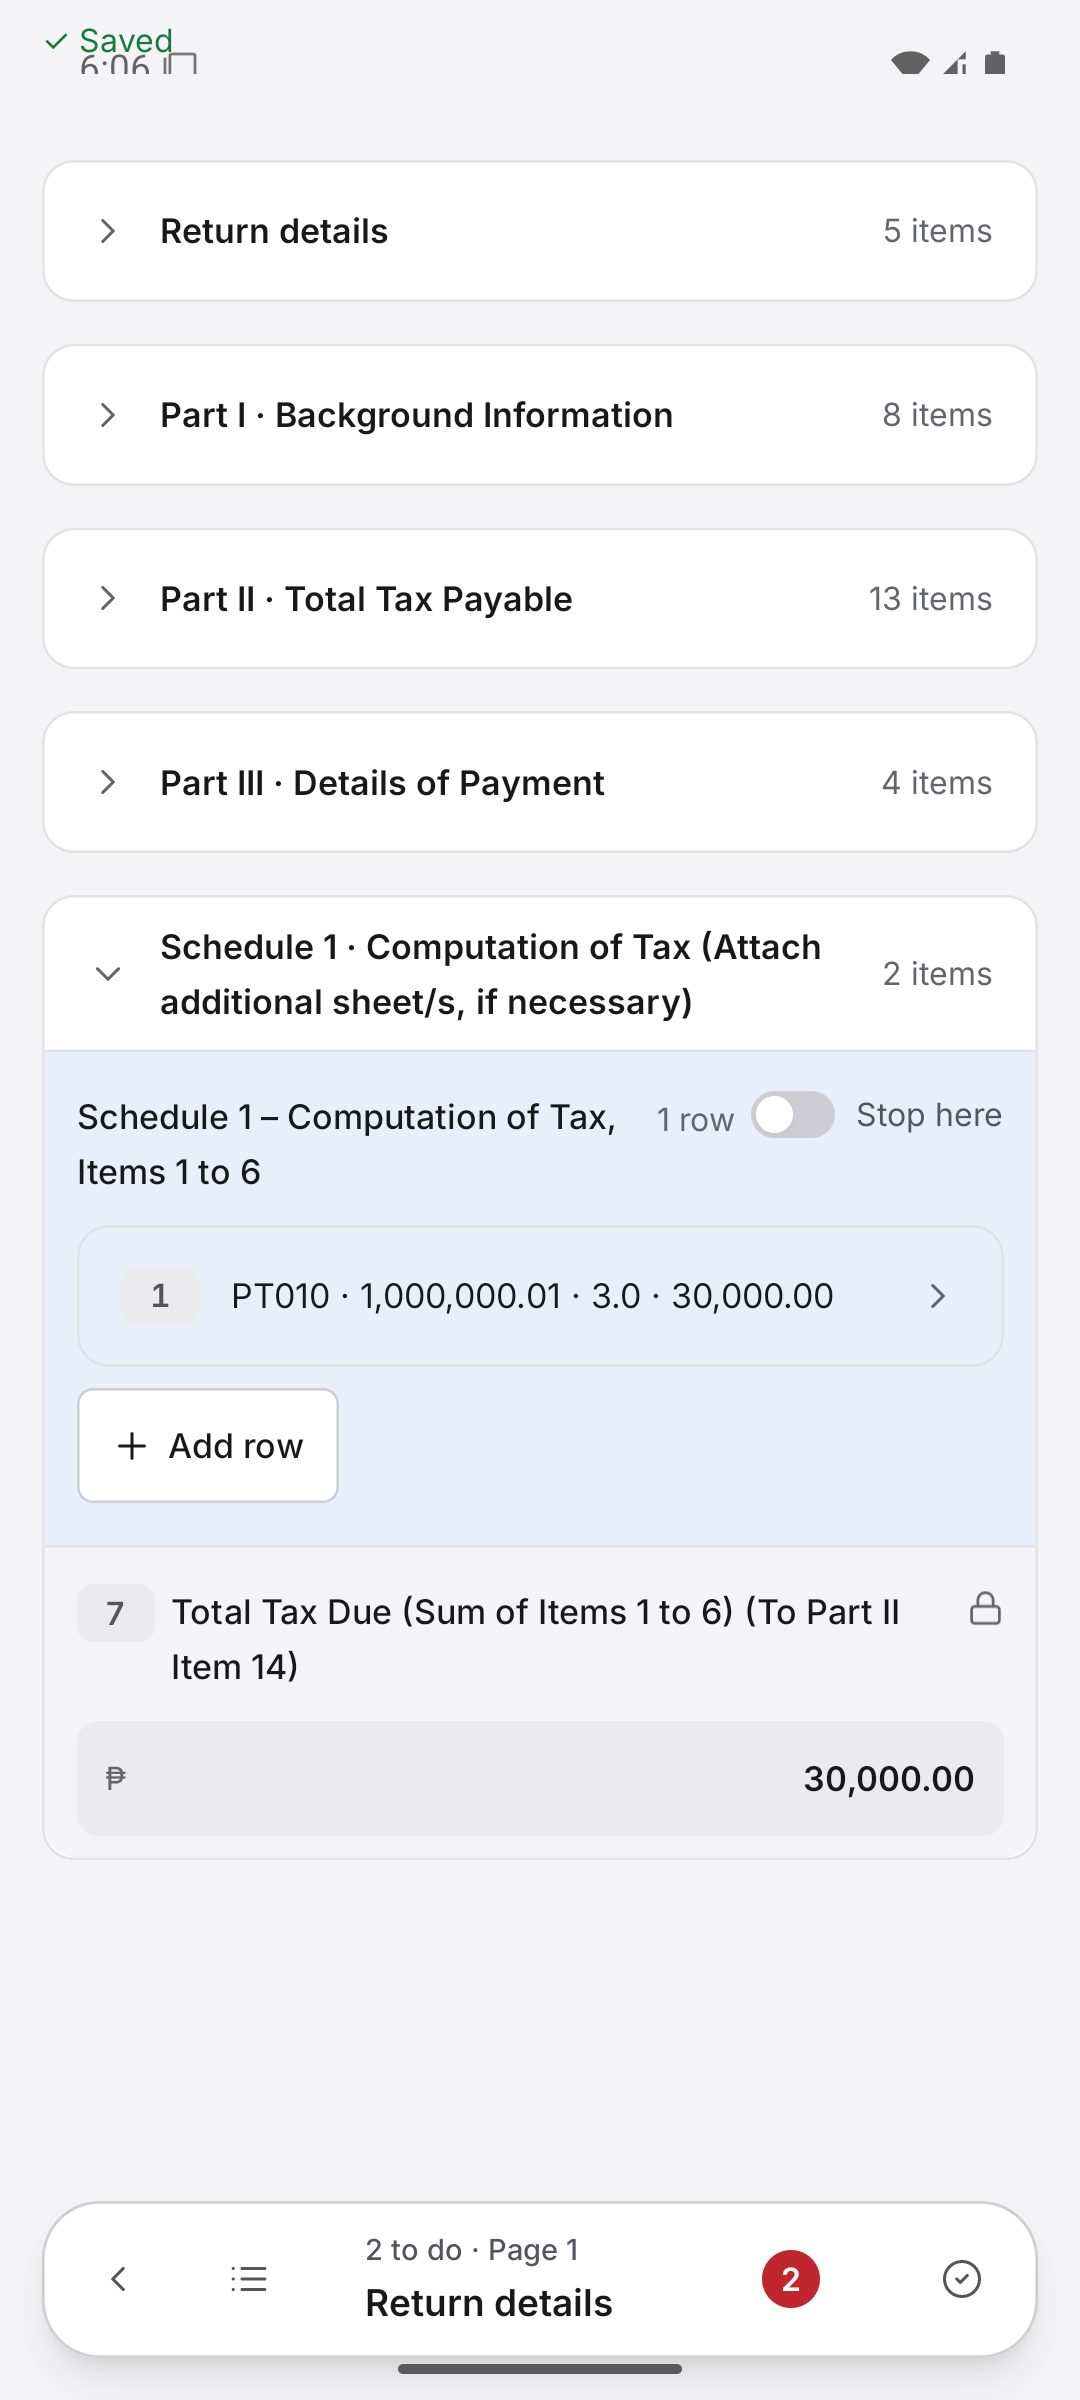 Saved
6:06
Return details
5 items
Part I · Background Information
8 items
Part II · Total Tax Payable
13 items
Part III · Details of Payment
4 items
Schedule 1 · Computation of Tax (Attach
additional sheet/s, if necessary)
2 items
Schedule 1 – Computation of Tax,
Items 1 to 6
1 row
Stop here
1
PT010 · 1,000,000.01 · 3.0 · 30,000.00
Add row
7
Total Tax Due (Sum of Items 1 to 6) (To Part II
Item 14)
₱
30,000.00
2 to do · Page 1
Return details
2